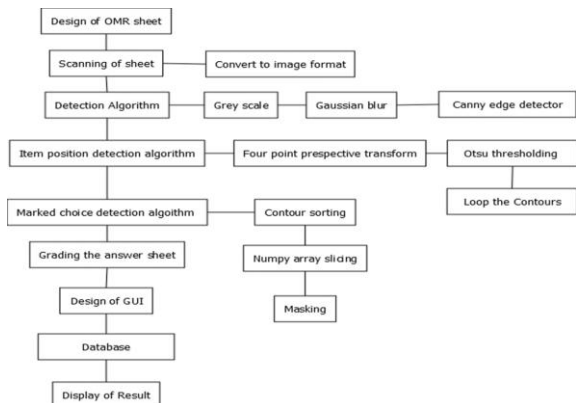 Design of OMR sheet
Scanning of sheet
Convert to image format
Detection Algorithm
Grey scale
Gaussian blur
Canny edge detector
Item position detection algorithm
Four point prespective transform
Otsu thresholding
Loop the Contours
Marked choice detection algoithm
Contour sorting
Grading the answer sheet
Numpy array slicing
Design of GUI
Masking
Database
Display of Result